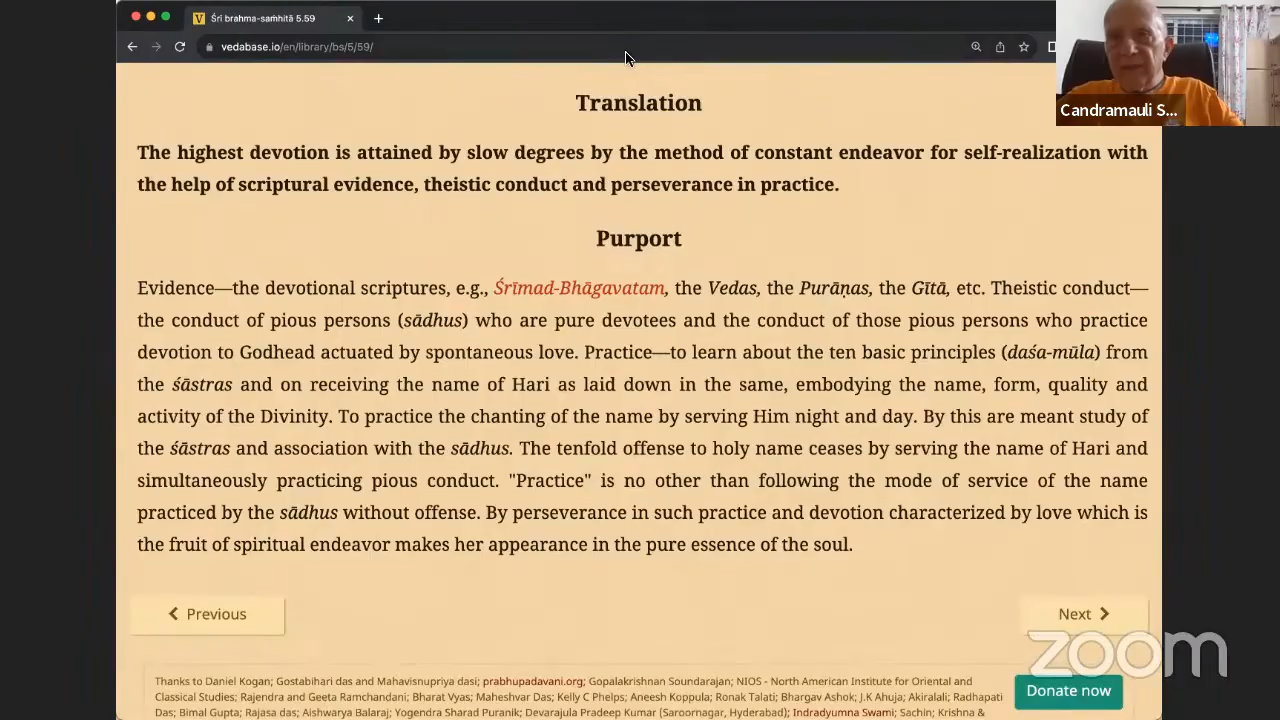 Śrī brahma-saṁhitā 5.59
vedabase.io/en/library/bs/5/59/
Candramauli S...
Translation
The highest devotion is attained by slow degrees by the method of constant endeavor for self-realization with
the help of scriptural evidence, theistic conduct and perseverance in practice.
Purport
Evidence—the devotional scriptures, e.g., Śrīmad-Bhāgavatam, the Vedas, the Purāṇas, the Gītā, etc. Theistic conduct—
the conduct of pious persons (sādhus) who are pure devotees and the conduct of those pious persons who practice
devotion to Godhead actuated by spontaneous love. Practice—to learn about the ten basic principles (daśa-mūla) from
the śāstras and on receiving the name of Hari as laid down in the same, embodying the name, form, quality and
activity of the Divinity. To practice the chanting of the name by serving Him night and day. By this are meant study of
the śāstras and association with the sādhus. The tenfold offense to holy name ceases by serving the name of Hari and
simultaneously practicing pious conduct. "Practice" is no other than following the mode of service of the name
practiced by the sādhus without offense. By perseverance in such practice and devotion characterized by love which is
the fruit of spiritual endeavor makes her appearance in the pure essence of the soul.
Previous
Next
zoom
Thanks to Daniel Kogan; Gostabihari das and Mahavisnupriya dasi; prabhupadavani.org; Gopalakrishnan Soundarajan; NIOS - North American Institute for Oriental and
Classical Studies; Rajendra and Geeta Ramchandani; Bharat Vyas; Maheshvar Das; Kelly C Phelps; Aneesh Koppula; Ronak Talati; Bhargav Ashok; J.K Ahuja; Akiralali; Radhapati
Das; Bimal Gupta; Rajasa das; Aishwarya Balaraj; Yogendra Sharad Puranik; Devarajulu Pradeep Kumar (Saroornagar, Hyderabad); Indradyumna Swami; Sachin; Krishna &
Donate now